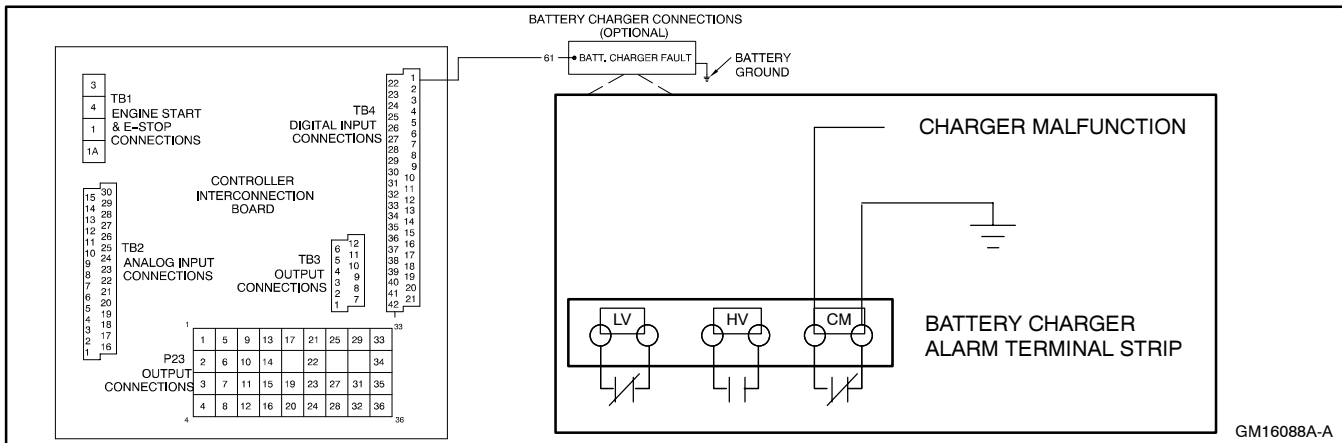 BATTERY CHARGER CONNECTIONS
(OPTIONAL)
61
BATT. CHARGER FAULT
BATTERY
GROUND
3
4
1
1A
TB1
ENGINE START
& E-STOP
CONNECTIONS
TB4
DIGITAL INPUT
CONNECTIONS
22 1
23 2
24 3
25 4
26 5
27 6
28 7
29 8
30 9
31 10
32 11
33 12
34 13
35 14
36 15
37 16
38 17
39 18
40 19
41 20
42 21
CONTROLLER
INTERCONNECTION
BOARD
15 30
14 29
13 28
12 27
11 26
10 25
9 24
8 23
7 22
6 21
5 20
4 19
3 18
2 17
1 16
TB2
ANALOG INPUT
CONNECTIONS
TB3
OUTPUT
CONNECTIONS
6 12
5 11
4 10
3 9
2 8
1 7
P23
OUTPUT
CONNECTIONS
1 33
1 5 9 13 17 21 25 29 33
2 6 10 14 22 34
3 7 11 15 19 23 27 31 35
4 8 12 16 20 24 28 32 36
4 36
CHARGER MALFUNCTION
LV HV CM
BATTERY CHARGER
ALARM TERMINAL STRIP
GM16088A-A